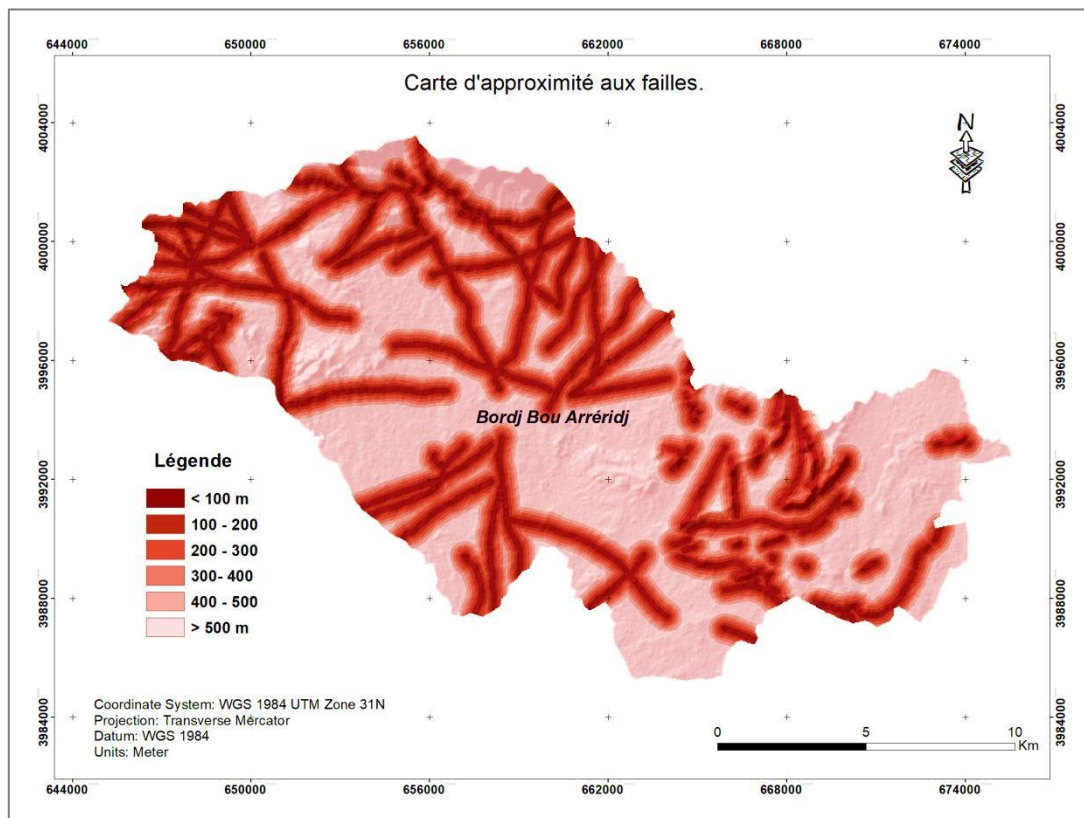 644000 650000 656000 662000 668000 674000
Carte d'approximité aux failles.
N
4004000 4004000
4000000 4000000
3996000 3996000
Bordj Bou Arréridj
3992000 3992000
3988000 3988000
3984000 3984000
Légende
< 100 m
100 - 200
200 - 300
300- 400
400 - 500
> 500 m
Coordinate System: WGS 1984 UTM Zone 31N
Projection: Transverse Mercator
Datum: WGS 1984
Units: Meter
0 5 10
Km
644000 650000 656000 662000 668000 674000